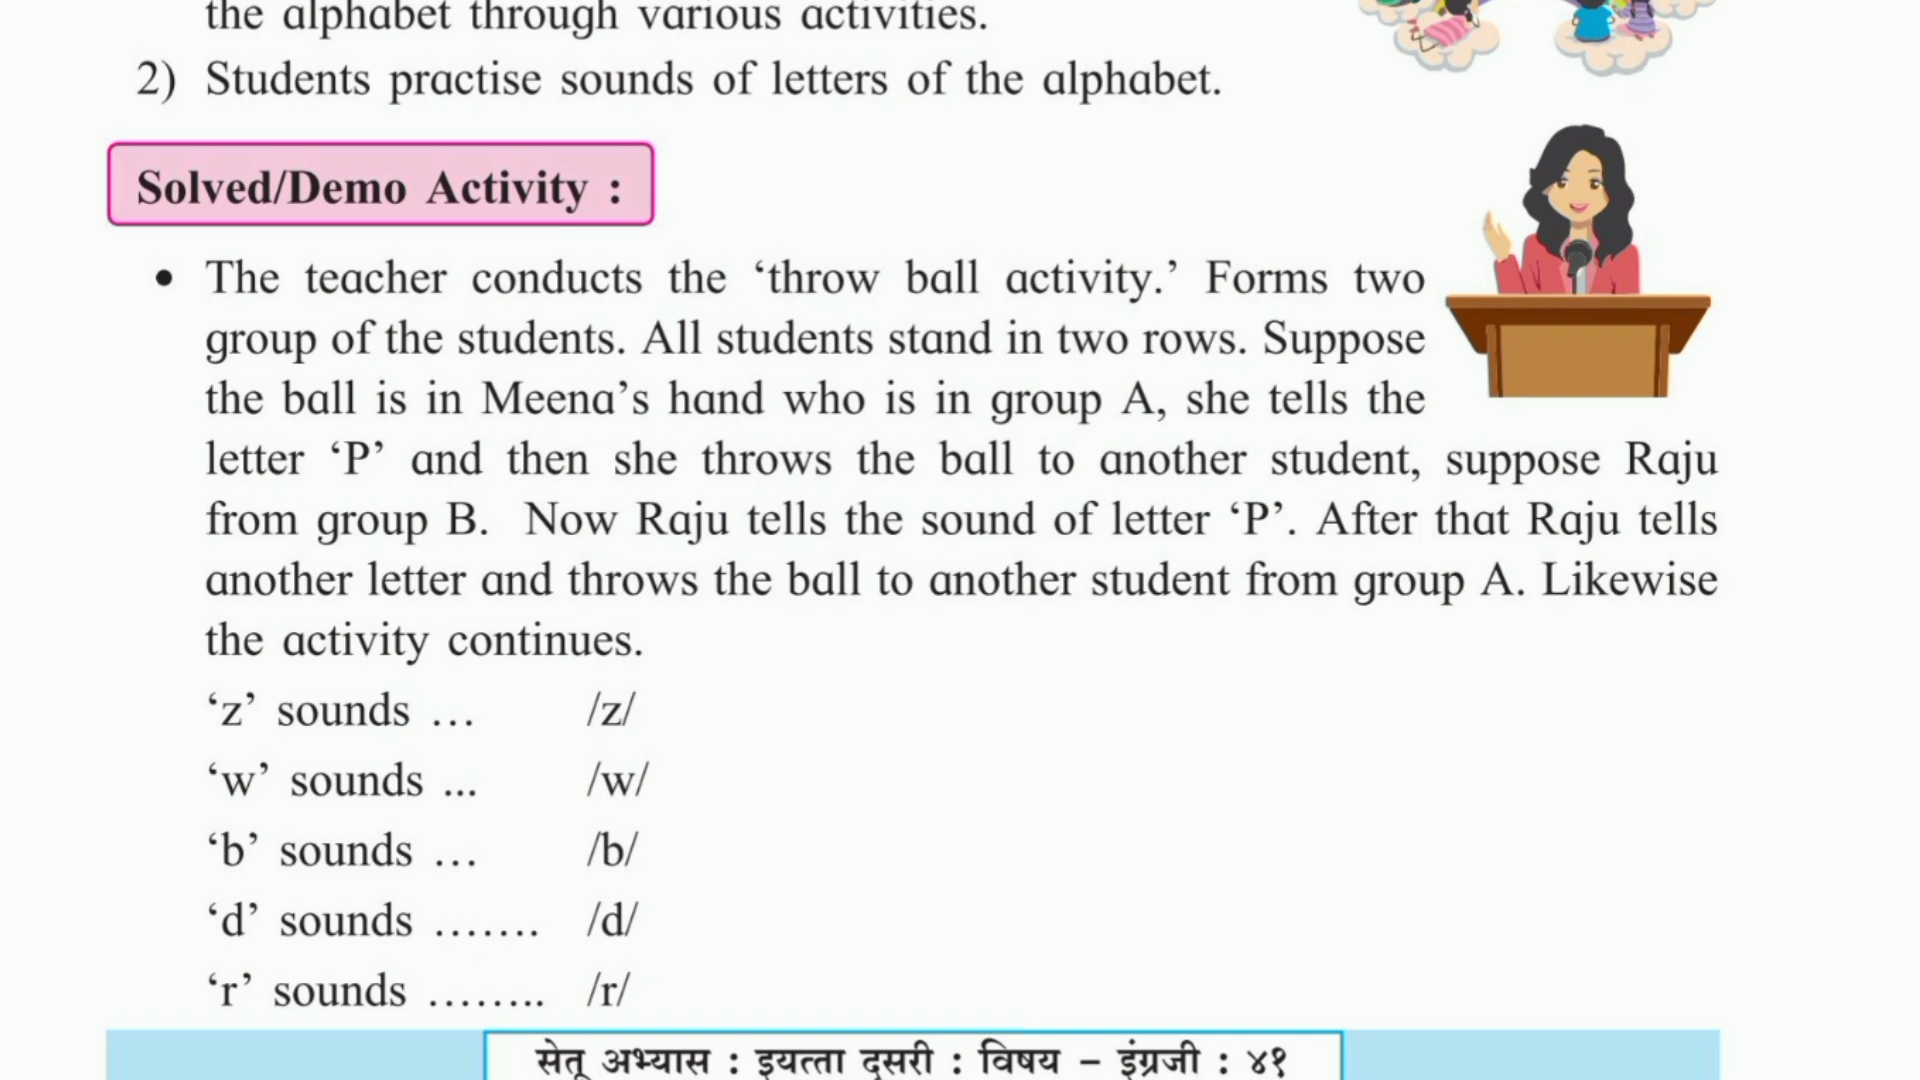 the alphabet through various activities.
2) Students practise sounds of letters of the alphabet.
Solved/Demo Activity :
• The teacher conducts the ‘throw ball activity.’ Forms two
group of the students. All students stand in two rows. Suppose
the ball is in Meena’s hand who is in group A, she tells the
letter ‘P’ and then she throws the ball to another student, suppose Raju
from group B. Now Raju tells the sound of letter ‘P’. After that Raju tells
another letter and throws the ball to another student from group A. Likewise
the activity continues.
‘z’ sounds … /z/
‘w’ sounds ... /w/
‘b’ sounds … /b/
‘d’ sounds ……. /d/
‘r’ sounds …….. /r/
सेतू अभ्यास : इयत्ता दुसरी : विषय – इंग्रजी : ४१